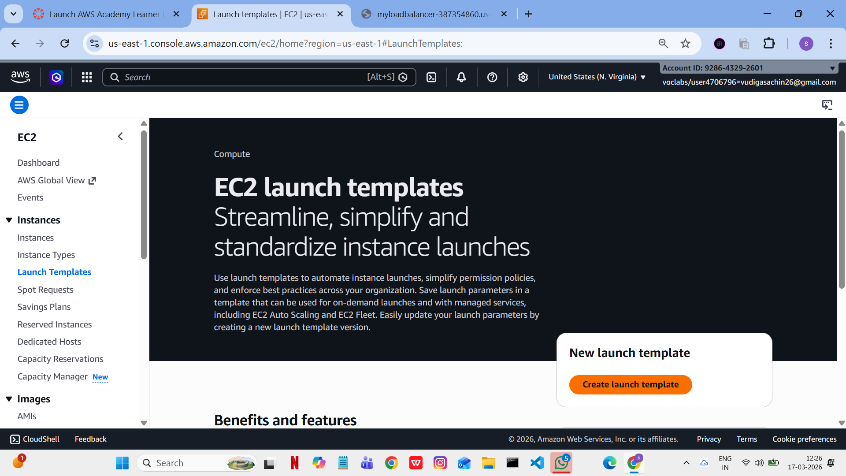 Launch AWS Academy Learner
Launch templates | EC2 | us-eas
myloadbalancer-387354860.us
us-east-1.console.aws.amazon.com/ec2/home?region=us-east-1#LaunchTemplates:
S
aws
Search
[Alt+S]
United States (N. Virginia)
Account ID: 9286-4329-2601
voclabs/user4706796=vudigasachin26@gmail.com
EC2
Dashboard
AWS Global View
Events
Instances
Instances
Instance Types
Launch Templates
Spot Requests
Savings Plans
Reserved Instances
Dedicated Hosts
Capacity Reservations
Capacity Manager New
Images
AMIs
Compute
EC2 launch templates
Streamline, simplify and
standardize instance launches
Use launch templates to automate instance launches, simplify permission policies,
and enforce best practices across your organization. Save launch parameters in a
template that can be used for on-demand launches and with managed services,
including EC2 Auto Scaling and EC2 Fleet. Easily update your launch parameters by
creating a new launch template version.
New launch template
Create launch template
Benefits and features
CloudShell
Feedback
© 2026, Amazon Web Services, Inc. or its affiliates.
Privacy
Terms
Cookie preferences
1
Search
5
ENG
IN
12:26
17-03-2026